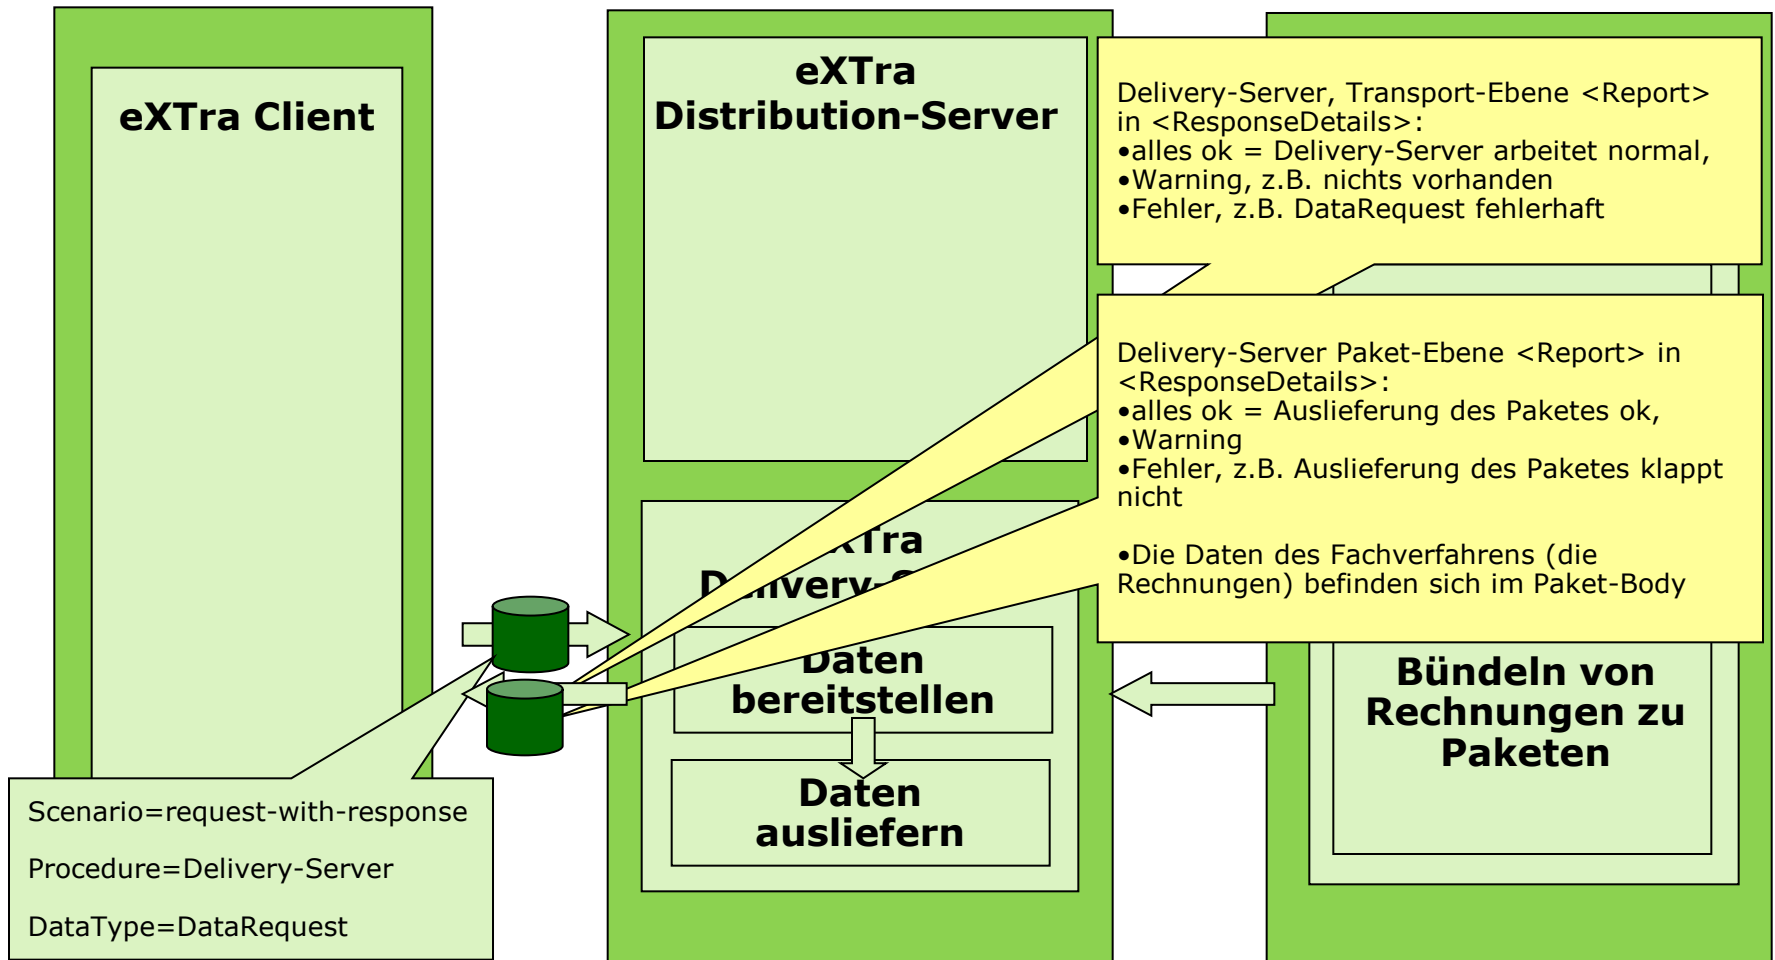 eXTra Client
eXTra
Distribution-Server
Delivery-Server, Transport-Ebene <Report>
in <ResponseDetails>:
•alles ok = Delivery-Server arbeitet normal,
•Warning, z.B. nichts vorhanden
•Fehler, z.B. DataRequest fehlerhaft
Delivery-Server Paket-Ebene <Report> in
<ResponseDetails>:
•alles ok = Auslieferung des Paketes ok,
•Warning
•Fehler, z.B. Auslieferung des Paketes klappt
nicht
•Die Daten des Fachverfahrens (die
Rechnungen) befinden sich im Paket-Body
Daten
bereitstellen
Daten
ausliefern
Bündeln von
Rechnungen zu
Paketen
Scenario=request-with-response
Procedure=Delivery-Server
DataType=DataRequest